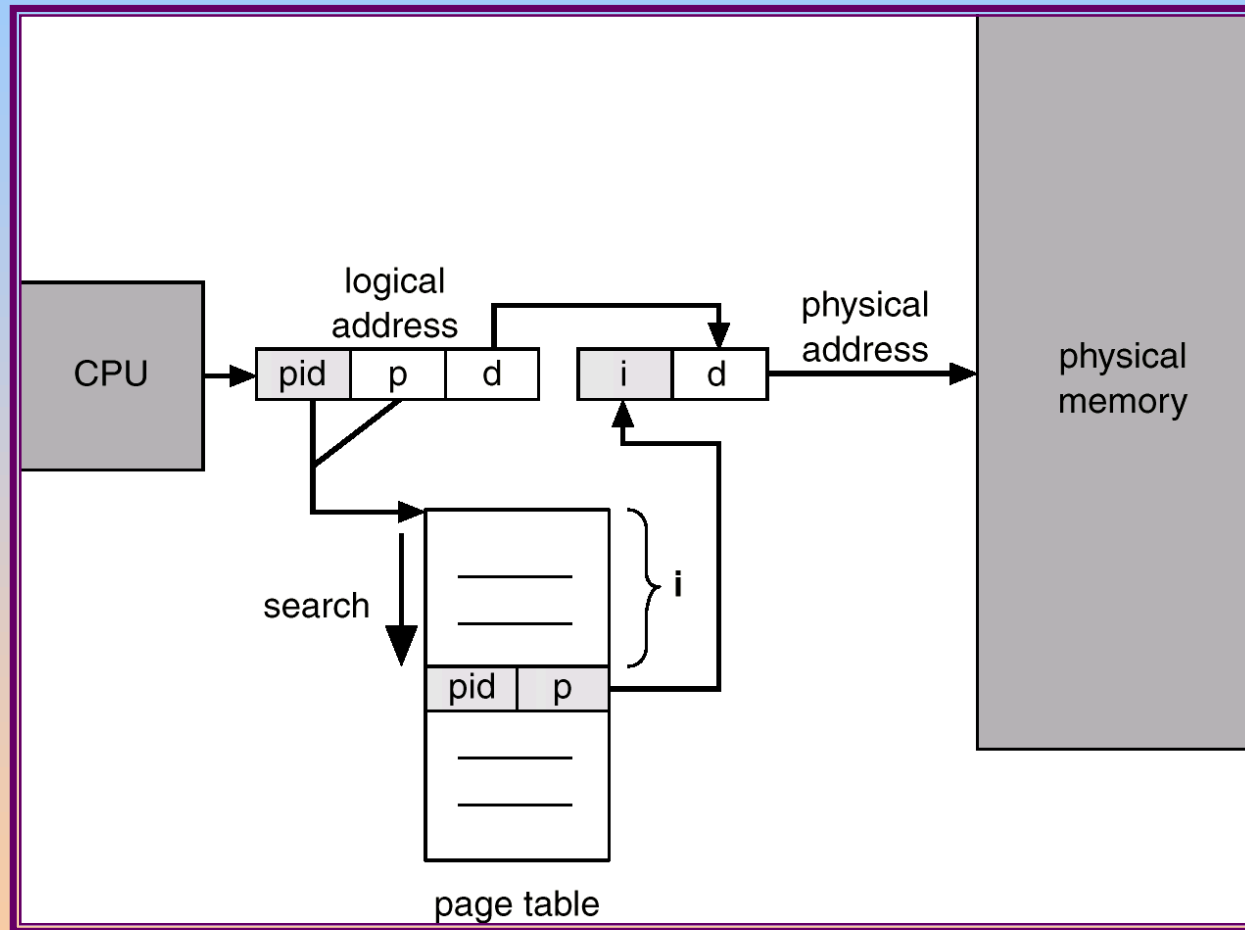 logical
address
physical
address
CPU
pid
p
d
i
d
physical
memory
i
search
pid
p
page table